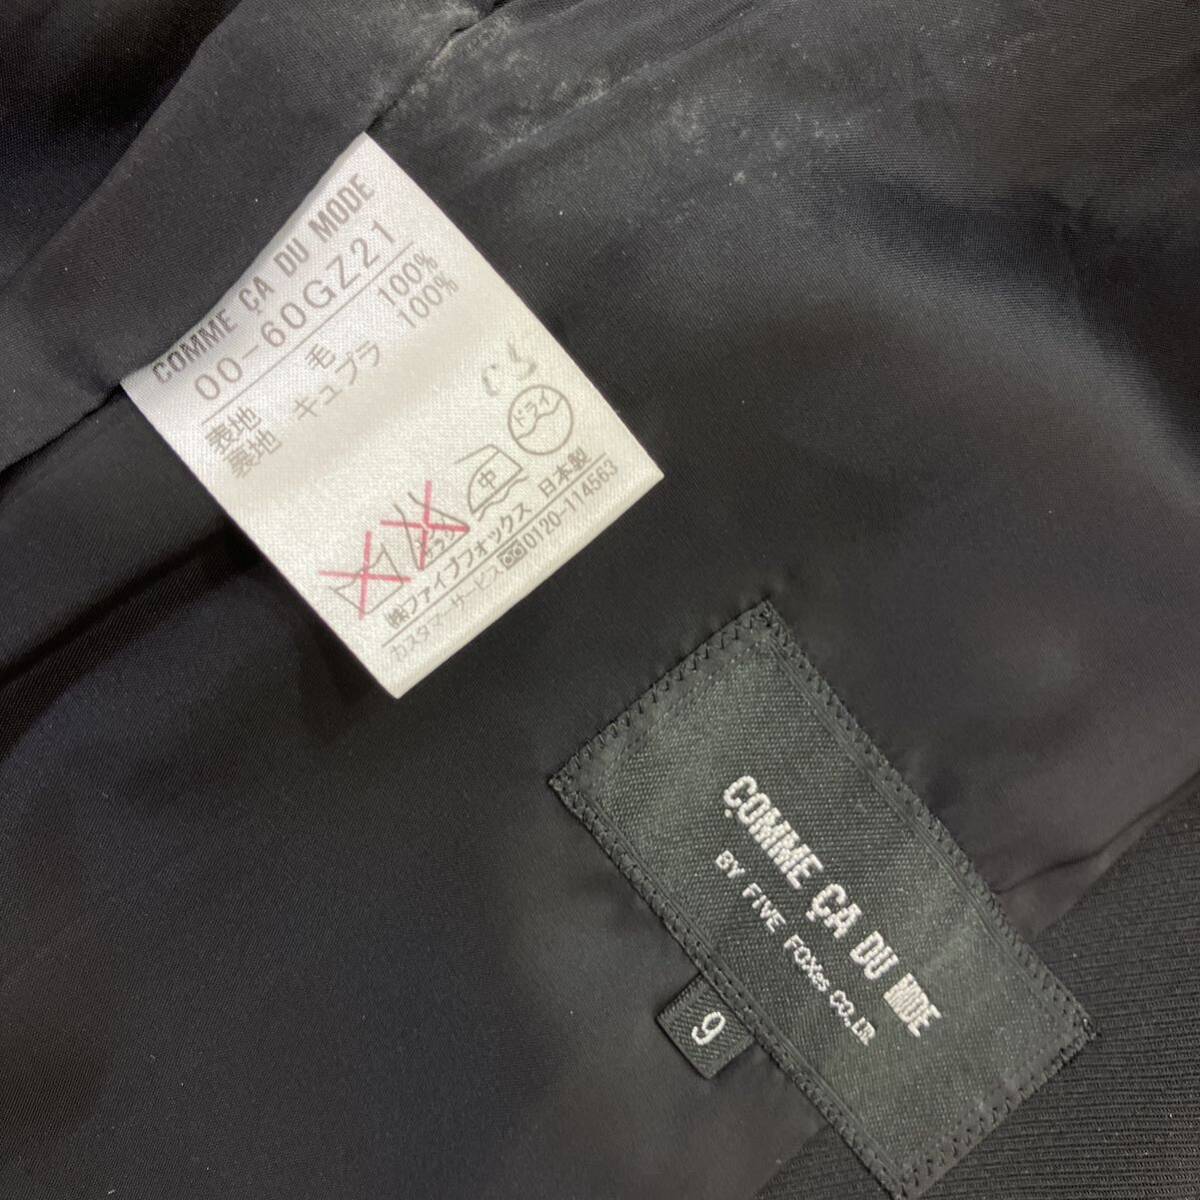 COMME ÇA DU MODE
00-60GZ21
表地 毛 100%
裏地 キュプラ 100%
ドライ
中
㈱ファイブフォックス 日本製
カスタマーサービス 0120-114563
COMME ÇA DU MODE
BY FIVE FOXes CO.,LTD.
9